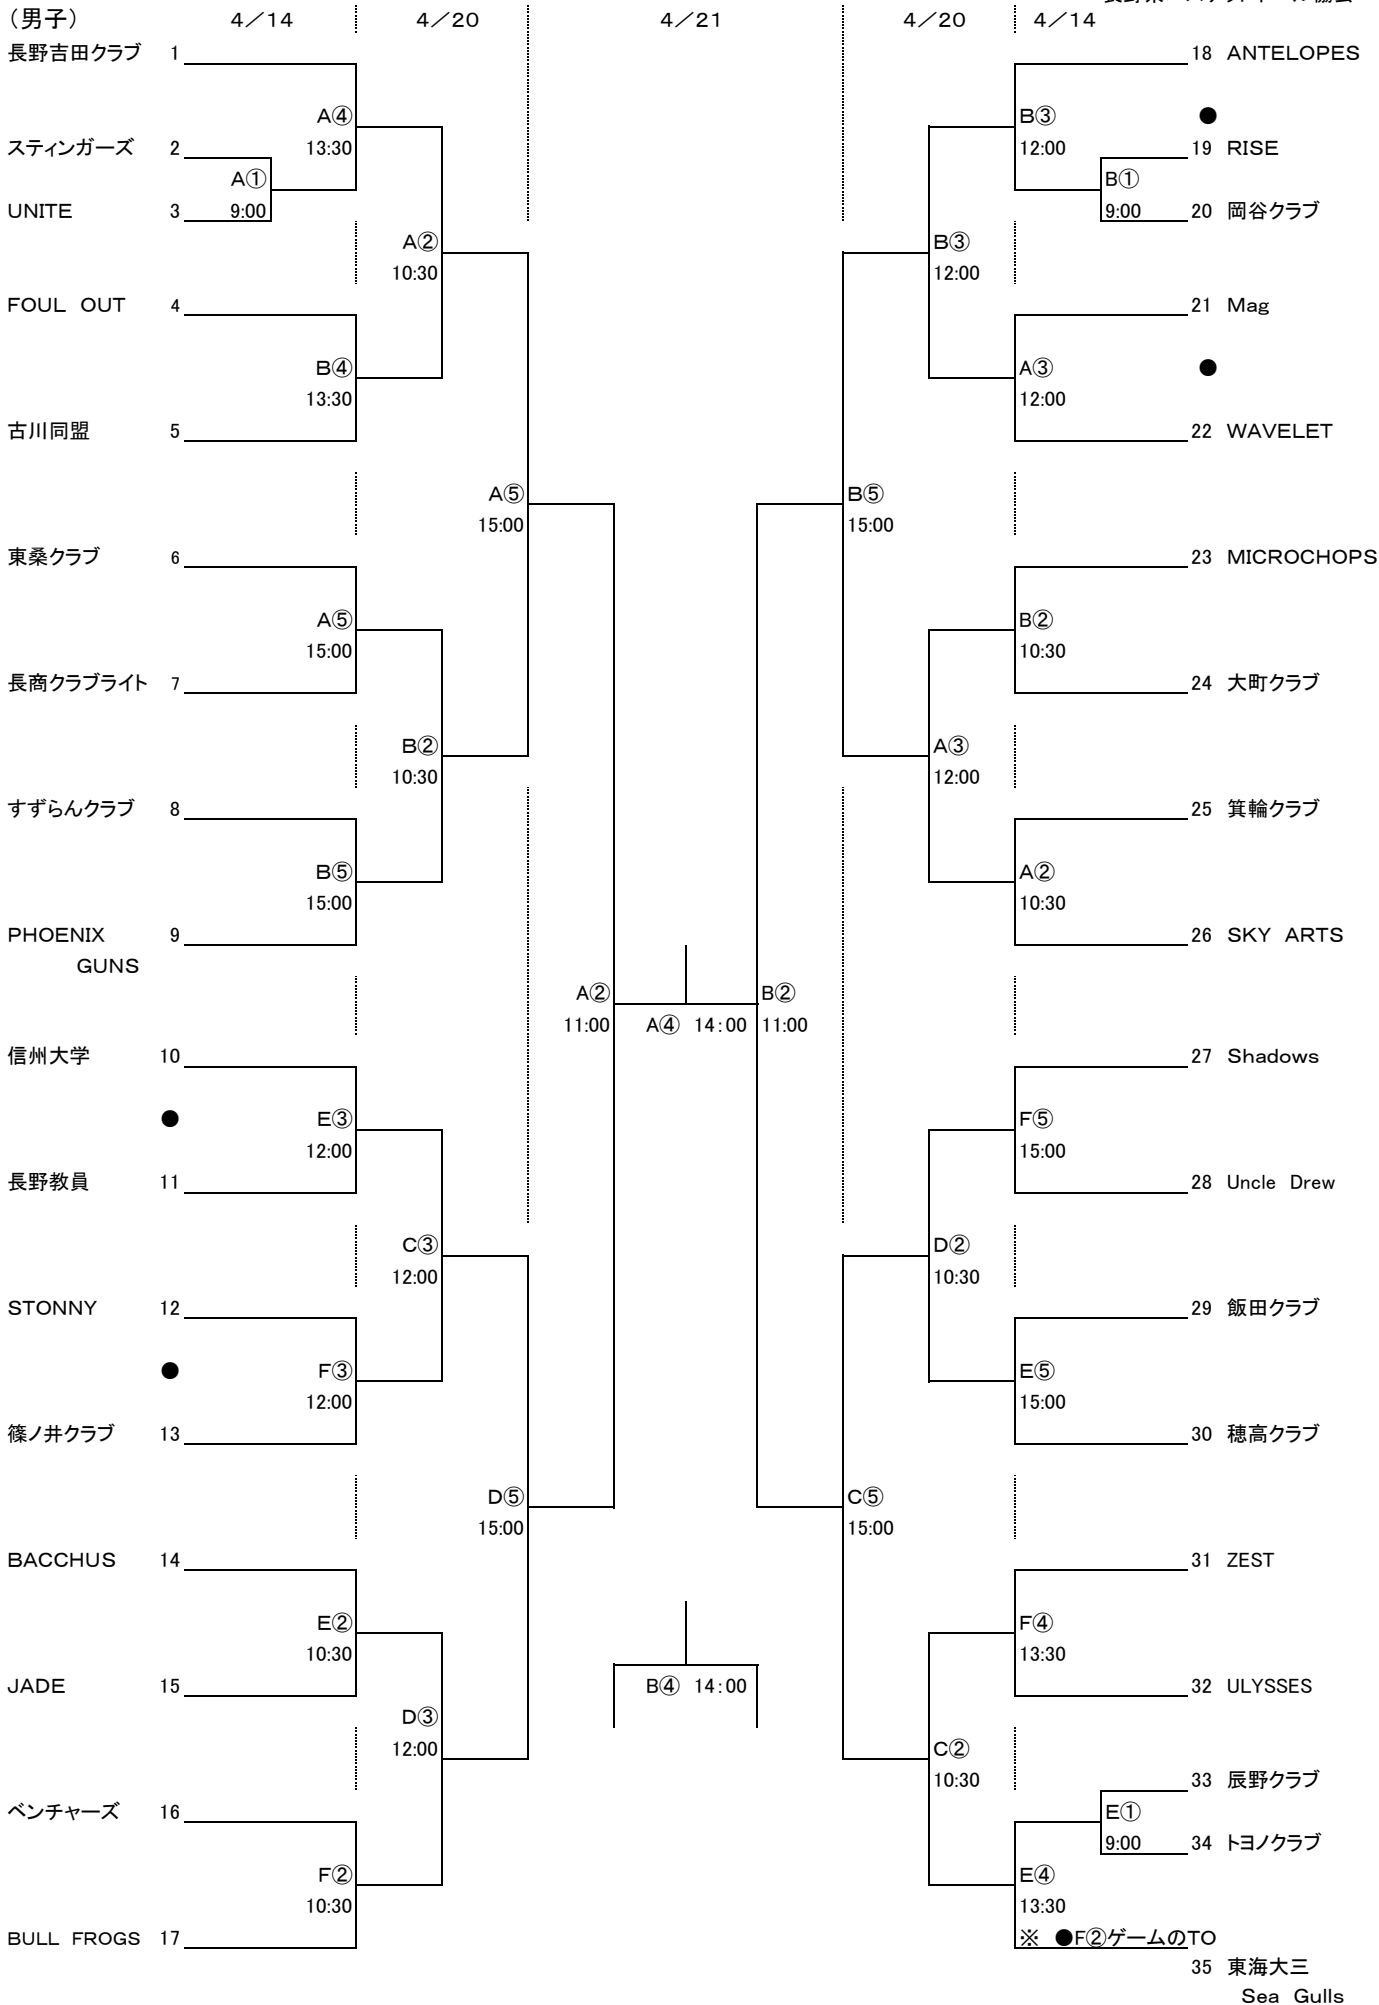 (男子) 4/14 4/20 4/21 4/20 4/14
長野吉田クラブ 1
A④
13:30
スティンガーズ 2
A①
9:00
UNITE 3
A②
10:30
FOUL OUT 4
B④
13:30
古川同盟 5
A⑤
15:00
東桑クラブ 6
A⑤
15:00
長商クラブライト 7
B②
10:30
すずらんクラブ 8
B⑤
15:00
PHOENIX 9
GUNS
A②
11:00
A④ 14:00
B②
11:00
信州大学 10
● E③
12:00
長野教員 11
C③
12:00
STONNY 12
● F③
12:00
篠ノ井クラブ 13
D⑤
15:00
BACCHUS 14
E②
10:30
JADE 15
D③
12:00
ベンチャーズ 16
F②
10:30
BULL FROGS 17
B④ 14:00
18 ANTELOPES
B③ ●
12:00
19 RISE
B①
9:00
20 岡谷クラブ
B③
12:00
21 Mag
A③ ●
12:00
22 WAVELET
B⑤
15:00
23 MICROCHOPS
B②
10:30
24 大町クラブ
A③
12:00
25 箕輪クラブ
A②
10:30
26 SKY ARTS
27 Shadows
F⑤
15:00
28 Uncle Drew
D②
10:30
29 飯田クラブ
E⑤
15:00
30 穂高クラブ
C⑤
15:00
31 ZEST
F④
13:30
32 ULYSSES
C②
10:30
33 辰野クラブ
E①
9:00
34 トヨノクラブ
E④
13:30
※ ●F②ゲームのTO
35 東海大三
Sea Gulls